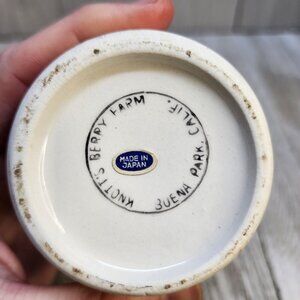 KNOTT'S BERRY FARM
BUENA PARK, CALIF.
MADE IN
JAPAN